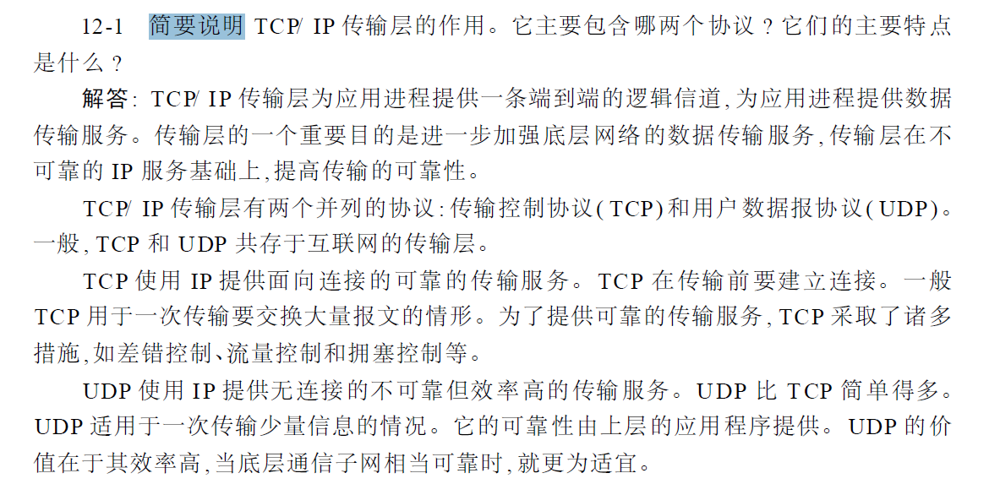 12-1 简要说明 TCP/ IP 传输层的作用。它主要包含哪两个协议?它们的主要特点
是什么?
解答: TCP/ IP 传输层为应用进程提供一条端到端的逻辑信道,为应用进程提供数据
传输服务。传输层的一个重要目的是进一步加强底层网络的数据传输服务,传输层在不
可靠的 IP 服务基础上,提高传输的可靠性。
TCP/ IP 传输层有两个并列的协议:传输控制协议( TCP)和用户数据报协议( UDP)。
一般, TCP 和 UDP 共存于互联网的传输层。
TCP 使用 IP 提供面向连接的可靠的传输服务。TCP 在传输前要建立连接。一般
TCP 用于一次传输要交换大量报文的情形。为了提供可靠的传输服务, TCP 采取了诸多
措施,如差错控制、流量控制和拥塞控制等。
UDP 使用 IP 提供无连接的不可靠但效率高的传输服务。UDP 比 TCP 简单得多。
UDP 适用于一次传输少量信息的情况。它的可靠性由上层的应用程序提供。UDP 的价
值在于其效率高,当底层通信子网相当可靠时,就更为适宜。